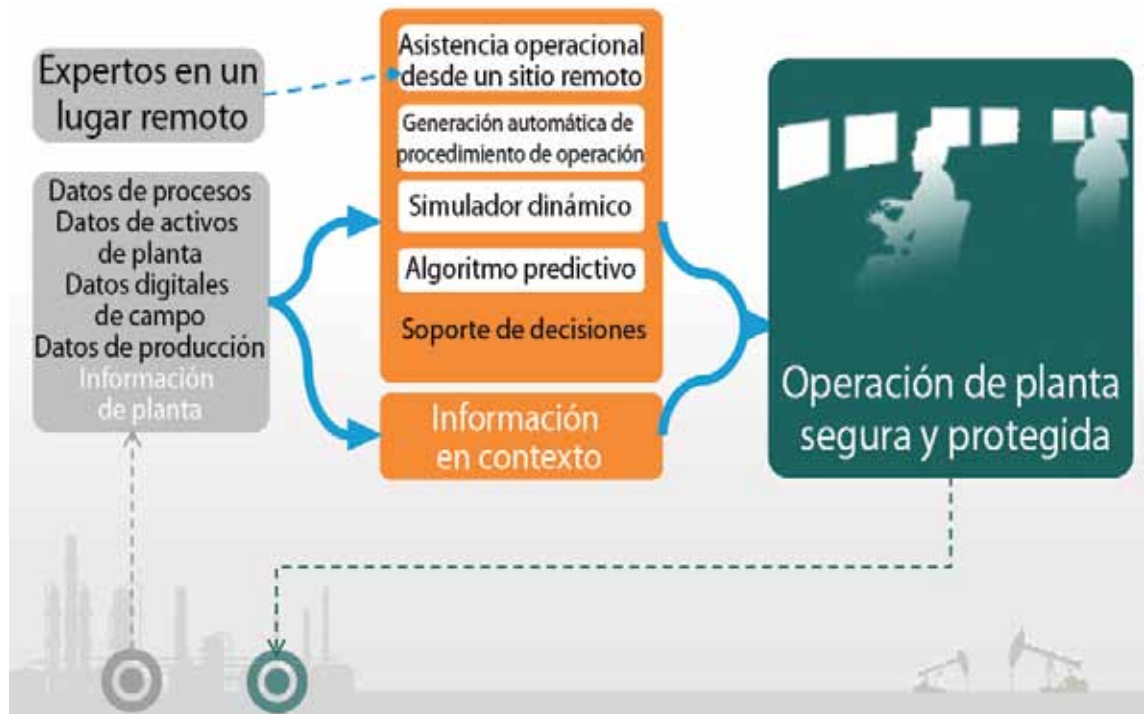 Expertos en un
lugar remoto
Datos de procesos
Datos de activos
de planta
Datos digitales
de campo
Datos de producción
Información
de planta
Asistencia operacional
desde un sitio remoto
Generación automática de
procedimiento de operación
Simulador dinámico
Algoritmo predictivo
Soporte de decisiones
Información
en contexto
Operación de planta
segura y protegida